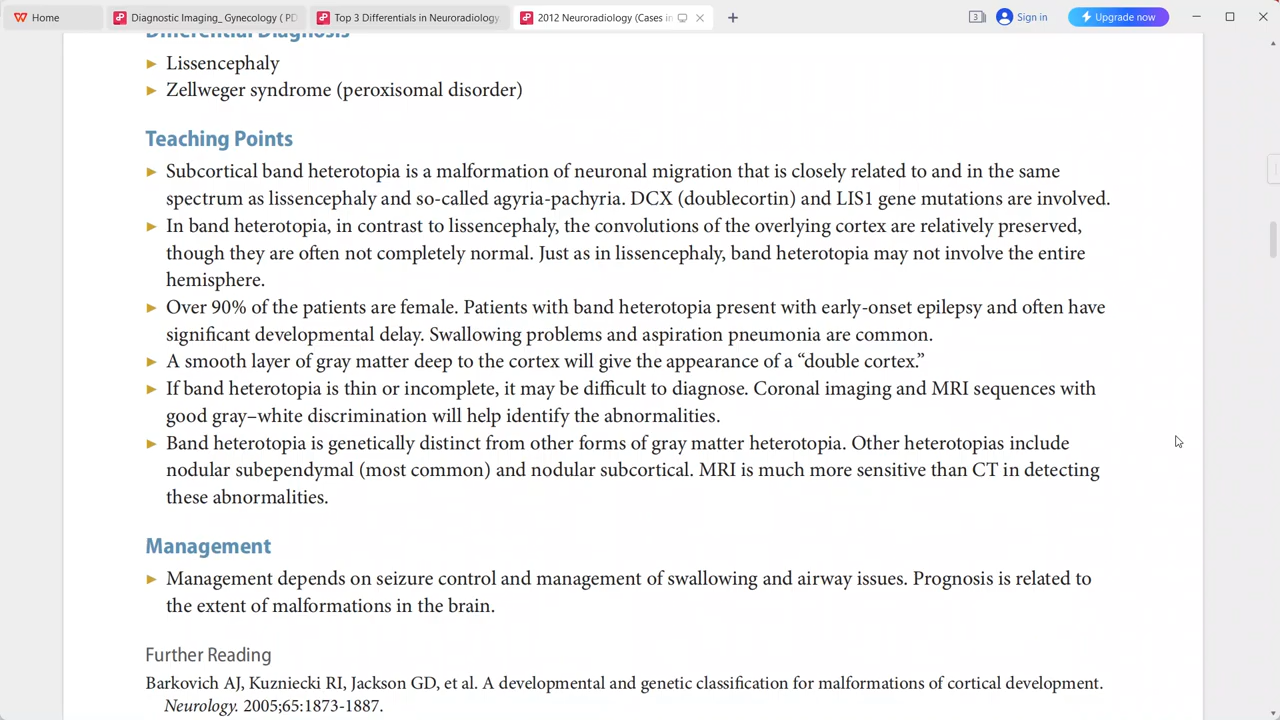 Home
Diagnostic Imaging_ Gynecology ( PD
Top 3 Differentials in Neuroradiology
2012 Neuroradiology (Cases in
3
Sign in
Upgrade now
Differential Diagnosis
► Lissencephaly
► Zellweger syndrome (peroxisomal disorder)
Teaching Points
► Subcortical band heterotopia is a malformation of neuronal migration that is closely related to and in the same
spectrum as lissencephaly and so-called agyria-pachyria. DCX (doublecortin) and LIS1 gene mutations are involved.
► In band heterotopia, in contrast to lissencephaly, the convolutions of the overlying cortex are relatively preserved,
though they are often not completely normal. Just as in lissencephaly, band heterotopia may not involve the entire
hemisphere.
► Over 90% of the patients are female. Patients with band heterotopia present with early-onset epilepsy and often have
significant developmental delay. Swallowing problems and aspiration pneumonia are common.
► A smooth layer of gray matter deep to the cortex will give the appearance of a “double cortex.”
► If band heterotopia is thin or incomplete, it may be difficult to diagnose. Coronal imaging and MRI sequences with
good gray–white discrimination will help identify the abnormalities.
► Band heterotopia is genetically distinct from other forms of gray matter heterotopia. Other heterotopias include
nodular subependymal (most common) and nodular subcortical. MRI is much more sensitive than CT in detecting
these abnormalities.
Management
► Management depends on seizure control and management of swallowing and airway issues. Prognosis is related to
the extent of malformations in the brain.
Further Reading
Barkovich AJ, Kuzniecki RI, Jackson GD, et al. A developmental and genetic classification for malformations of cortical development.
Neurology. 2005;65:1873-1887.